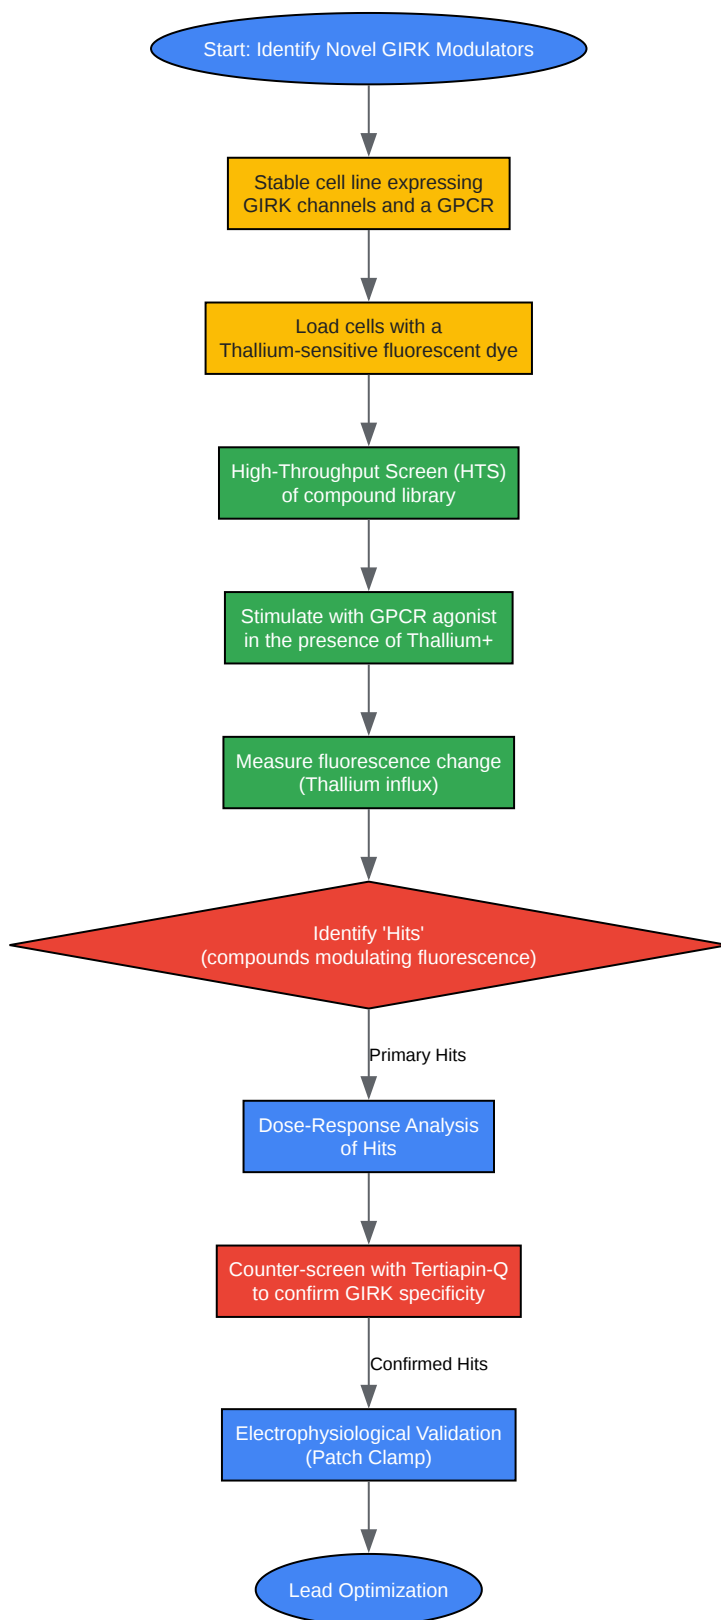 Start: Identify Novel GIRK Modulators
Stable cell line expressing
GIRK channels and a GPCR
Load cells with a
Thallium-sensitive fluorescent dye
High-Throughput Screen (HTS)
of compound library
Stimulate with GPCR agonist
in the presence of Thallium+
Measure fluorescence change
(Thallium influx)
Identify 'Hits'
(compounds modulating fluorescence)
Primary Hits
Dose-Response Analysis
of Hits
Counter-screen with Tertiapin-Q
to confirm GIRK specificity
Confirmed Hits
Electrophysiological Validation
(Patch Clamp)
Lead Optimization